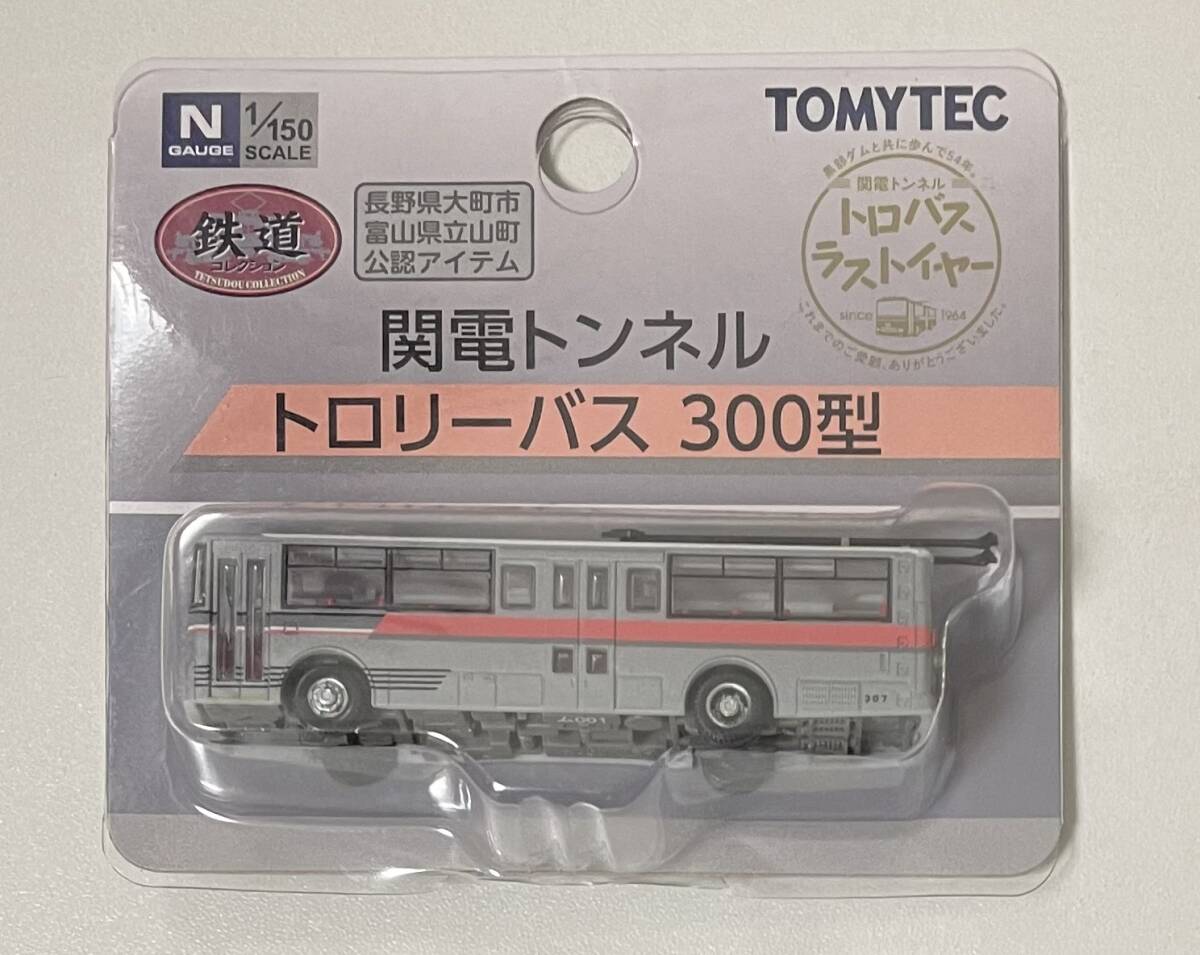 N
GAUGE
1/150
SCALE
TOMYTEC
鉄道
コレクション
TETSUDOU COLLECTION
長野県大町市
富山県立山町
公認アイテム
黒部ダムと共に歩んで54年。
関電トンネル
トロバス
ラストイヤー
since 1964
これまでのご愛顧、ありがとうございました。
関電トンネル
トロリーバス 300型
307